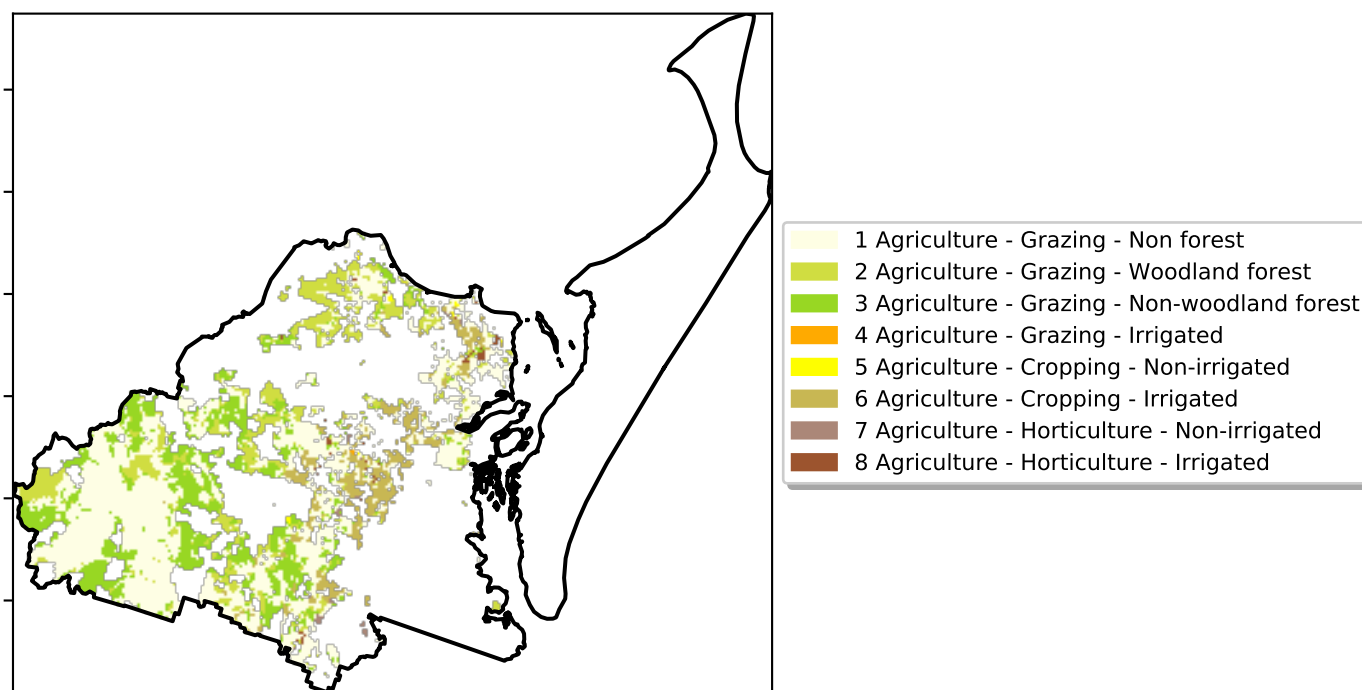 1 Agriculture - Grazing - Non forest
2 Agriculture - Grazing - Woodland forest
3 Agriculture - Grazing - Non-woodland forest
4 Agriculture - Grazing - Irrigated
5 Agriculture - Cropping - Non-irrigated
6 Agriculture - Cropping - Irrigated
7 Agriculture - Horticulture - Non-irrigated
8 Agriculture - Horticulture - Irrigated